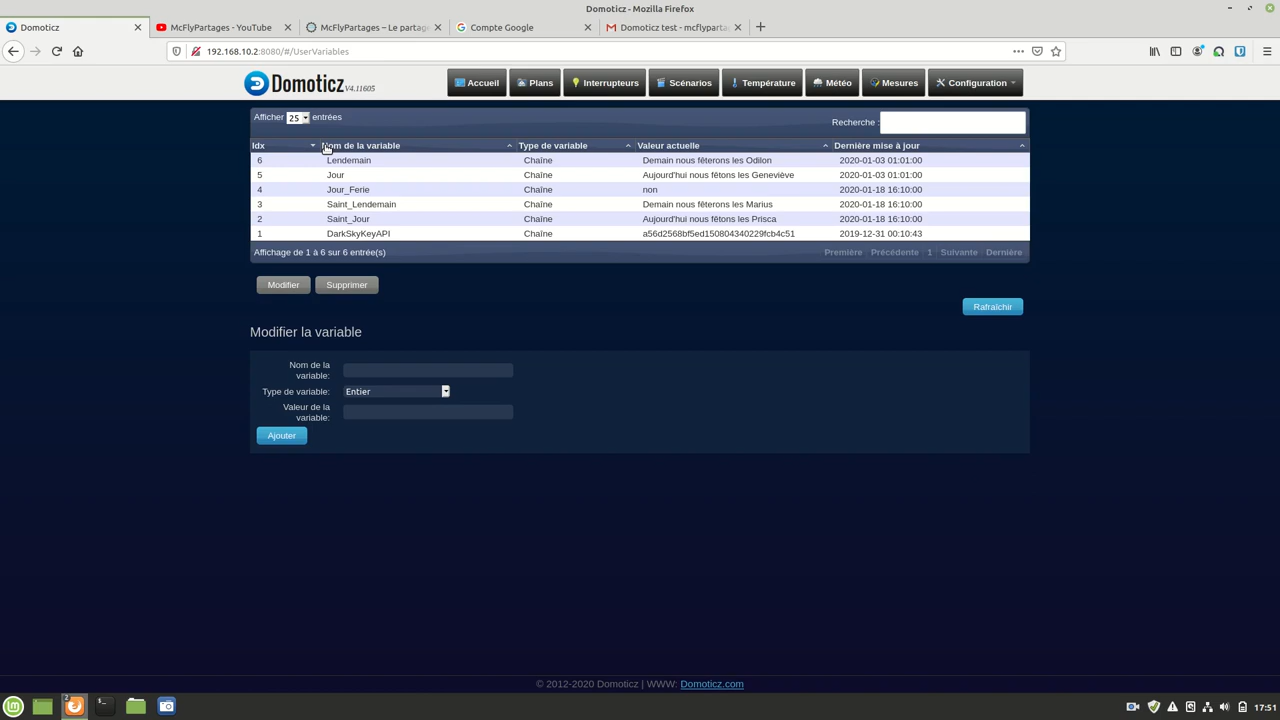 Domoticz - Mozilla Firefox
Domoticz
McFlyPartages - YouTube
McFlyPartages – Le partag
Compte Google
Domoticz test - mcflyparta
192.168.10.2:8080/#/UserVariables
Domoticz V4.11605
Accueil
Plans
Interrupteurs
Scénarios
Température
Météo
Mesures
Configuration
Afficher 25 entrées
Recherche :
Idx Nom de la variable Type de variable Valeur actuelle Dernière mise à jour
6 Lendemain Chaîne Demain nous fêterons les Odilon 2020-01-03 01:01:00
5 Jour Chaîne Aujourd'hui nous fêtons les Geneviève 2020-01-03 01:01:00
4 Jour_Ferie Chaîne non 2020-01-18 16:10:00
3 Saint_Lendemain Chaîne Demain nous fêterons les Marius 2020-01-18 16:10:00
2 Saint_Jour Chaîne Aujourd'hui nous fêtons les Prisca 2020-01-18 16:10:00
1 DarkSkyKeyAPI Chaîne a56d2568bf5ed150804340229fcb4c51 2019-12-31 00:10:43
Affichage de 1 à 6 sur 6 entrée(s)
Première Précédente 1 Suivante Dernière
Modifier
Supprimer
Rafraîchir
Modifier la variable
Nom de la
variable:
Type de variable: Entier
Valeur de la
variable:
Ajouter
© 2012-2020 Domoticz | WWW: Domoticz.com
2
17:51